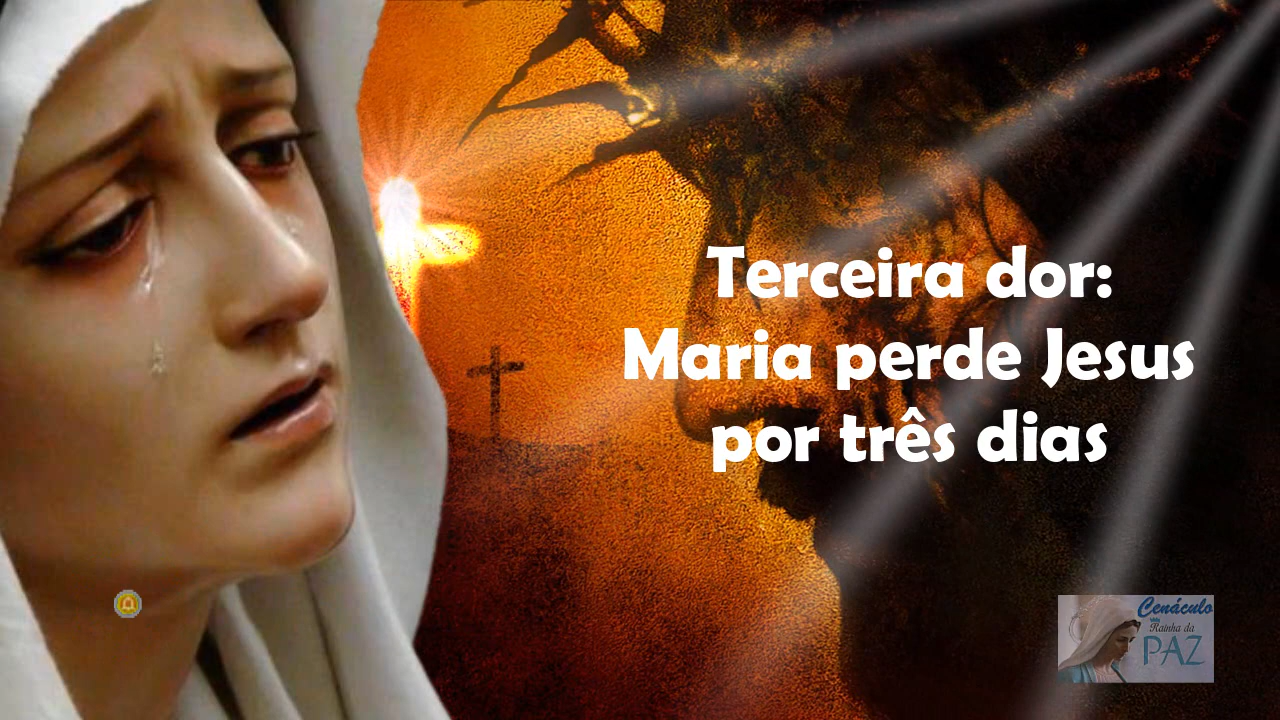 Terceira dor:
Maria perde Jesus
por três dias
Cenáculo
Rainha da
PAZ